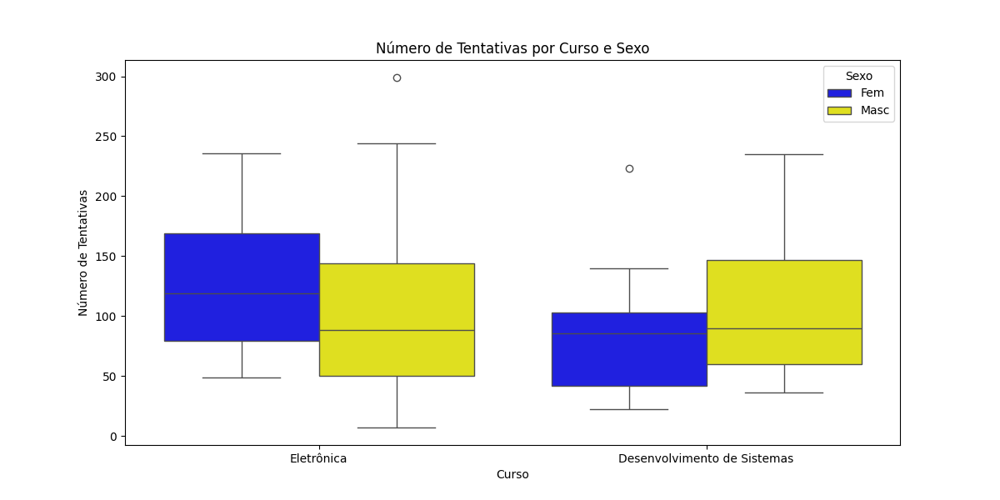 Número de Tentativas por Curso e Sexo
Sexo
Fem
Masc
300
250
200
150
100
50
0
Número de Tentativas
Eletrônica
Desenvolvimento de Sistemas
Curso